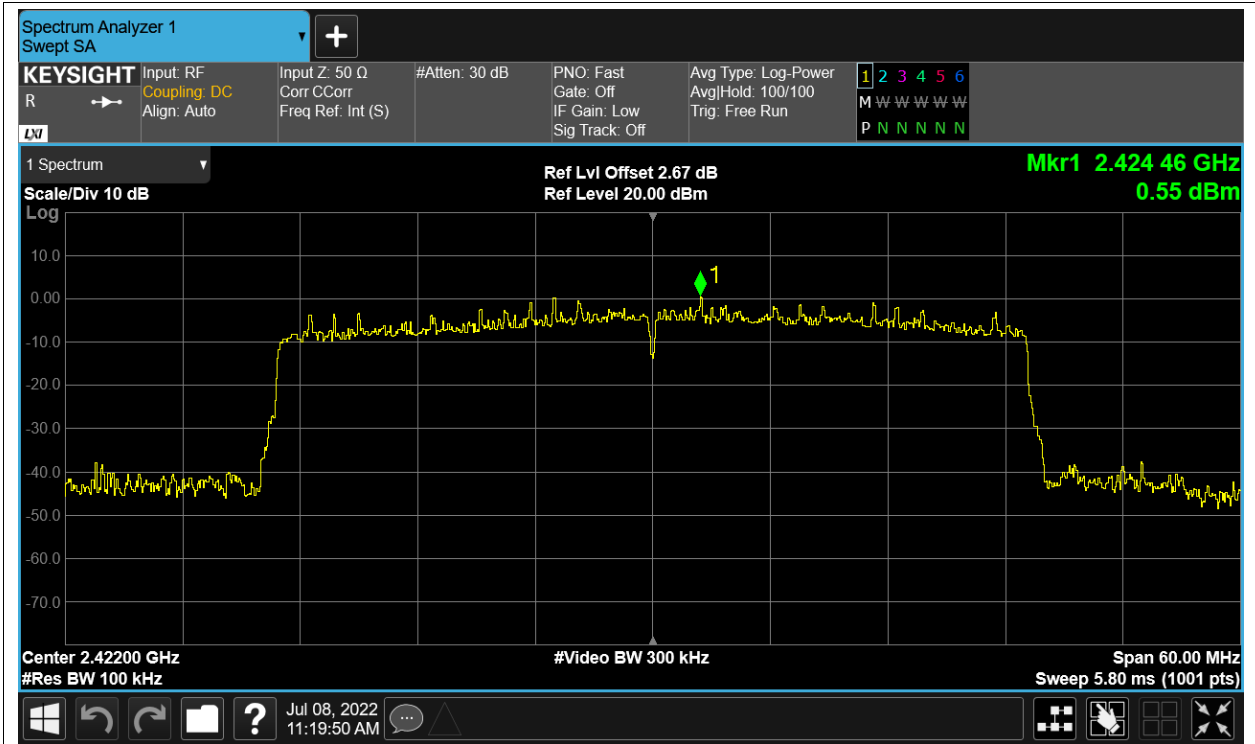 Spectrum Analyzer 1
Swept SA
KEYSIGHT
R
LXI
Input: RF
Coupling: DC
Align: Auto
Input Z: 50 Ω
Corr CCorr
Freq Ref: Int (S)
#Atten: 30 dB
PNO: Fast
Gate: Off
IF Gain: Low
Sig Track: Off
Avg Type: Log-Power
Avg|Hold: 100/100
Trig: Free Run
1 2 3 4 5 6
M W W W W W
P N N N N N
1 Spectrum
Scale/Div 10 dB
Log
Ref Lvl Offset 2.67 dB
Ref Level 20.00 dBm
Mkr1 2.424 46 GHz
0.55 dBm
1
10.0
0.00
-10.0
-20.0
-30.0
-40.0
-50.0
-60.0
-70.0
Center 2.42200 GHz
#Res BW 100 kHz
#Video BW 300 kHz
Span 60.00 MHz
Sweep 5.80 ms (1001 pts)
?
Jul 08, 2022
11:19:50 AM